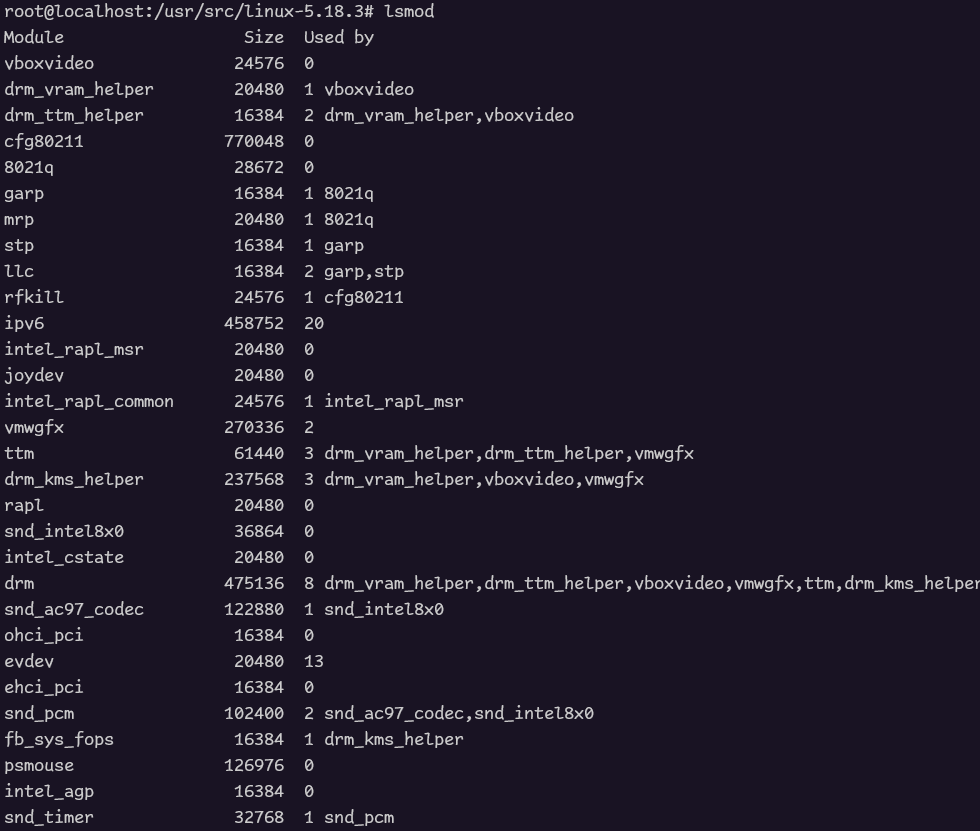 root@localhost:/usr/src/linux-5.18.3# lsmod
Module                  Size  Used by
vboxvideo              24576  0
drm_vram_helper        20480  1 vboxvideo
drm_ttm_helper         16384  2 drm_vram_helper,vboxvideo
cfg80211              770048  0
8021q                  28672  0
garp                   16384  1 8021q
mrp                    20480  1 8021q
stp                    16384  1 garp
llc                    16384  2 garp,stp
rfkill                 24576  1 cfg80211
ipv6                  458752  20
intel_rapl_msr         20480  0
joydev                 20480  0
intel_rapl_common      24576  1 intel_rapl_msr
vmwgfx                270336  2
ttm                    61440  3 drm_vram_helper,drm_ttm_helper,vmwgfx
drm_kms_helper        237568  3 drm_vram_helper,vboxvideo,vmwgfx
rapl                   20480  0
snd_intel8x0           36864  0
intel_cstate           20480  0
drm                   475136  8 drm_vram_helper,drm_ttm_helper,vboxvideo,vmwgfx,ttm,drm_kms_helper
snd_ac97_codec        122880  1 snd_intel8x0
ohci_pci               16384  0
evdev                  20480  13
ehci_pci               16384  0
snd_pcm               102400  2 snd_ac97_codec,snd_intel8x0
fb_sys_fops            16384  1 drm_kms_helper
psmouse               126976  0
intel_agp              16384  0
snd_timer              32768  1 snd_pcm